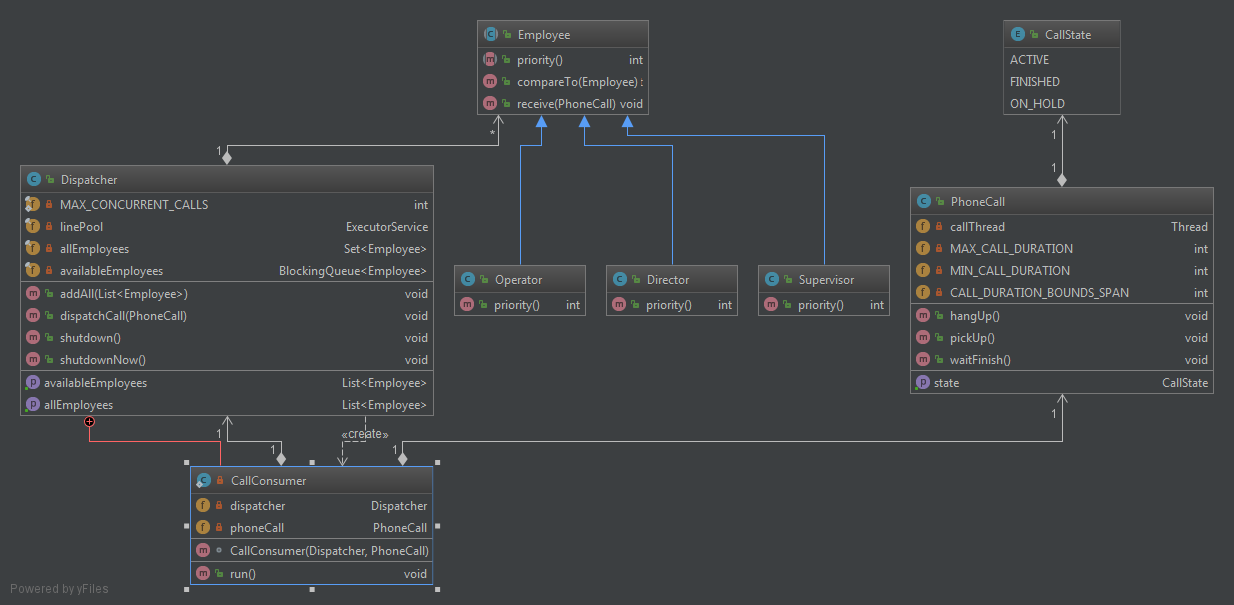 Employee
priority() int
compareTo(Employee) :
receive(PhoneCall) void
CallState
ACTIVE
FINISHED
ON_HOLD
1
*
1
1
Dispatcher
MAX_CONCURRENT_CALLS int
linePool ExecutorService
allEmployees Set<Employee>
availableEmployees BlockingQueue<Employee>
addAll(List<Employee>) void
dispatchCall(PhoneCall) void
shutdown() void
shutdownNow() void
availableEmployees List<Employee>
allEmployees List<Employee>
Operator
priority() int
Director
priority() int
Supervisor
priority() int
PhoneCall
callThread Thread
MAX_CALL_DURATION int
MIN_CALL_DURATION int
CALL_DURATION_BOUNDS_SPAN int
hangUp() void
pickUp() void
waitFinish() void
state CallState
1
1
«create»
1
1
CallConsumer
dispatcher Dispatcher
phoneCall PhoneCall
CallConsumer(Dispatcher, PhoneCall)
run() void
Powered by yFiles